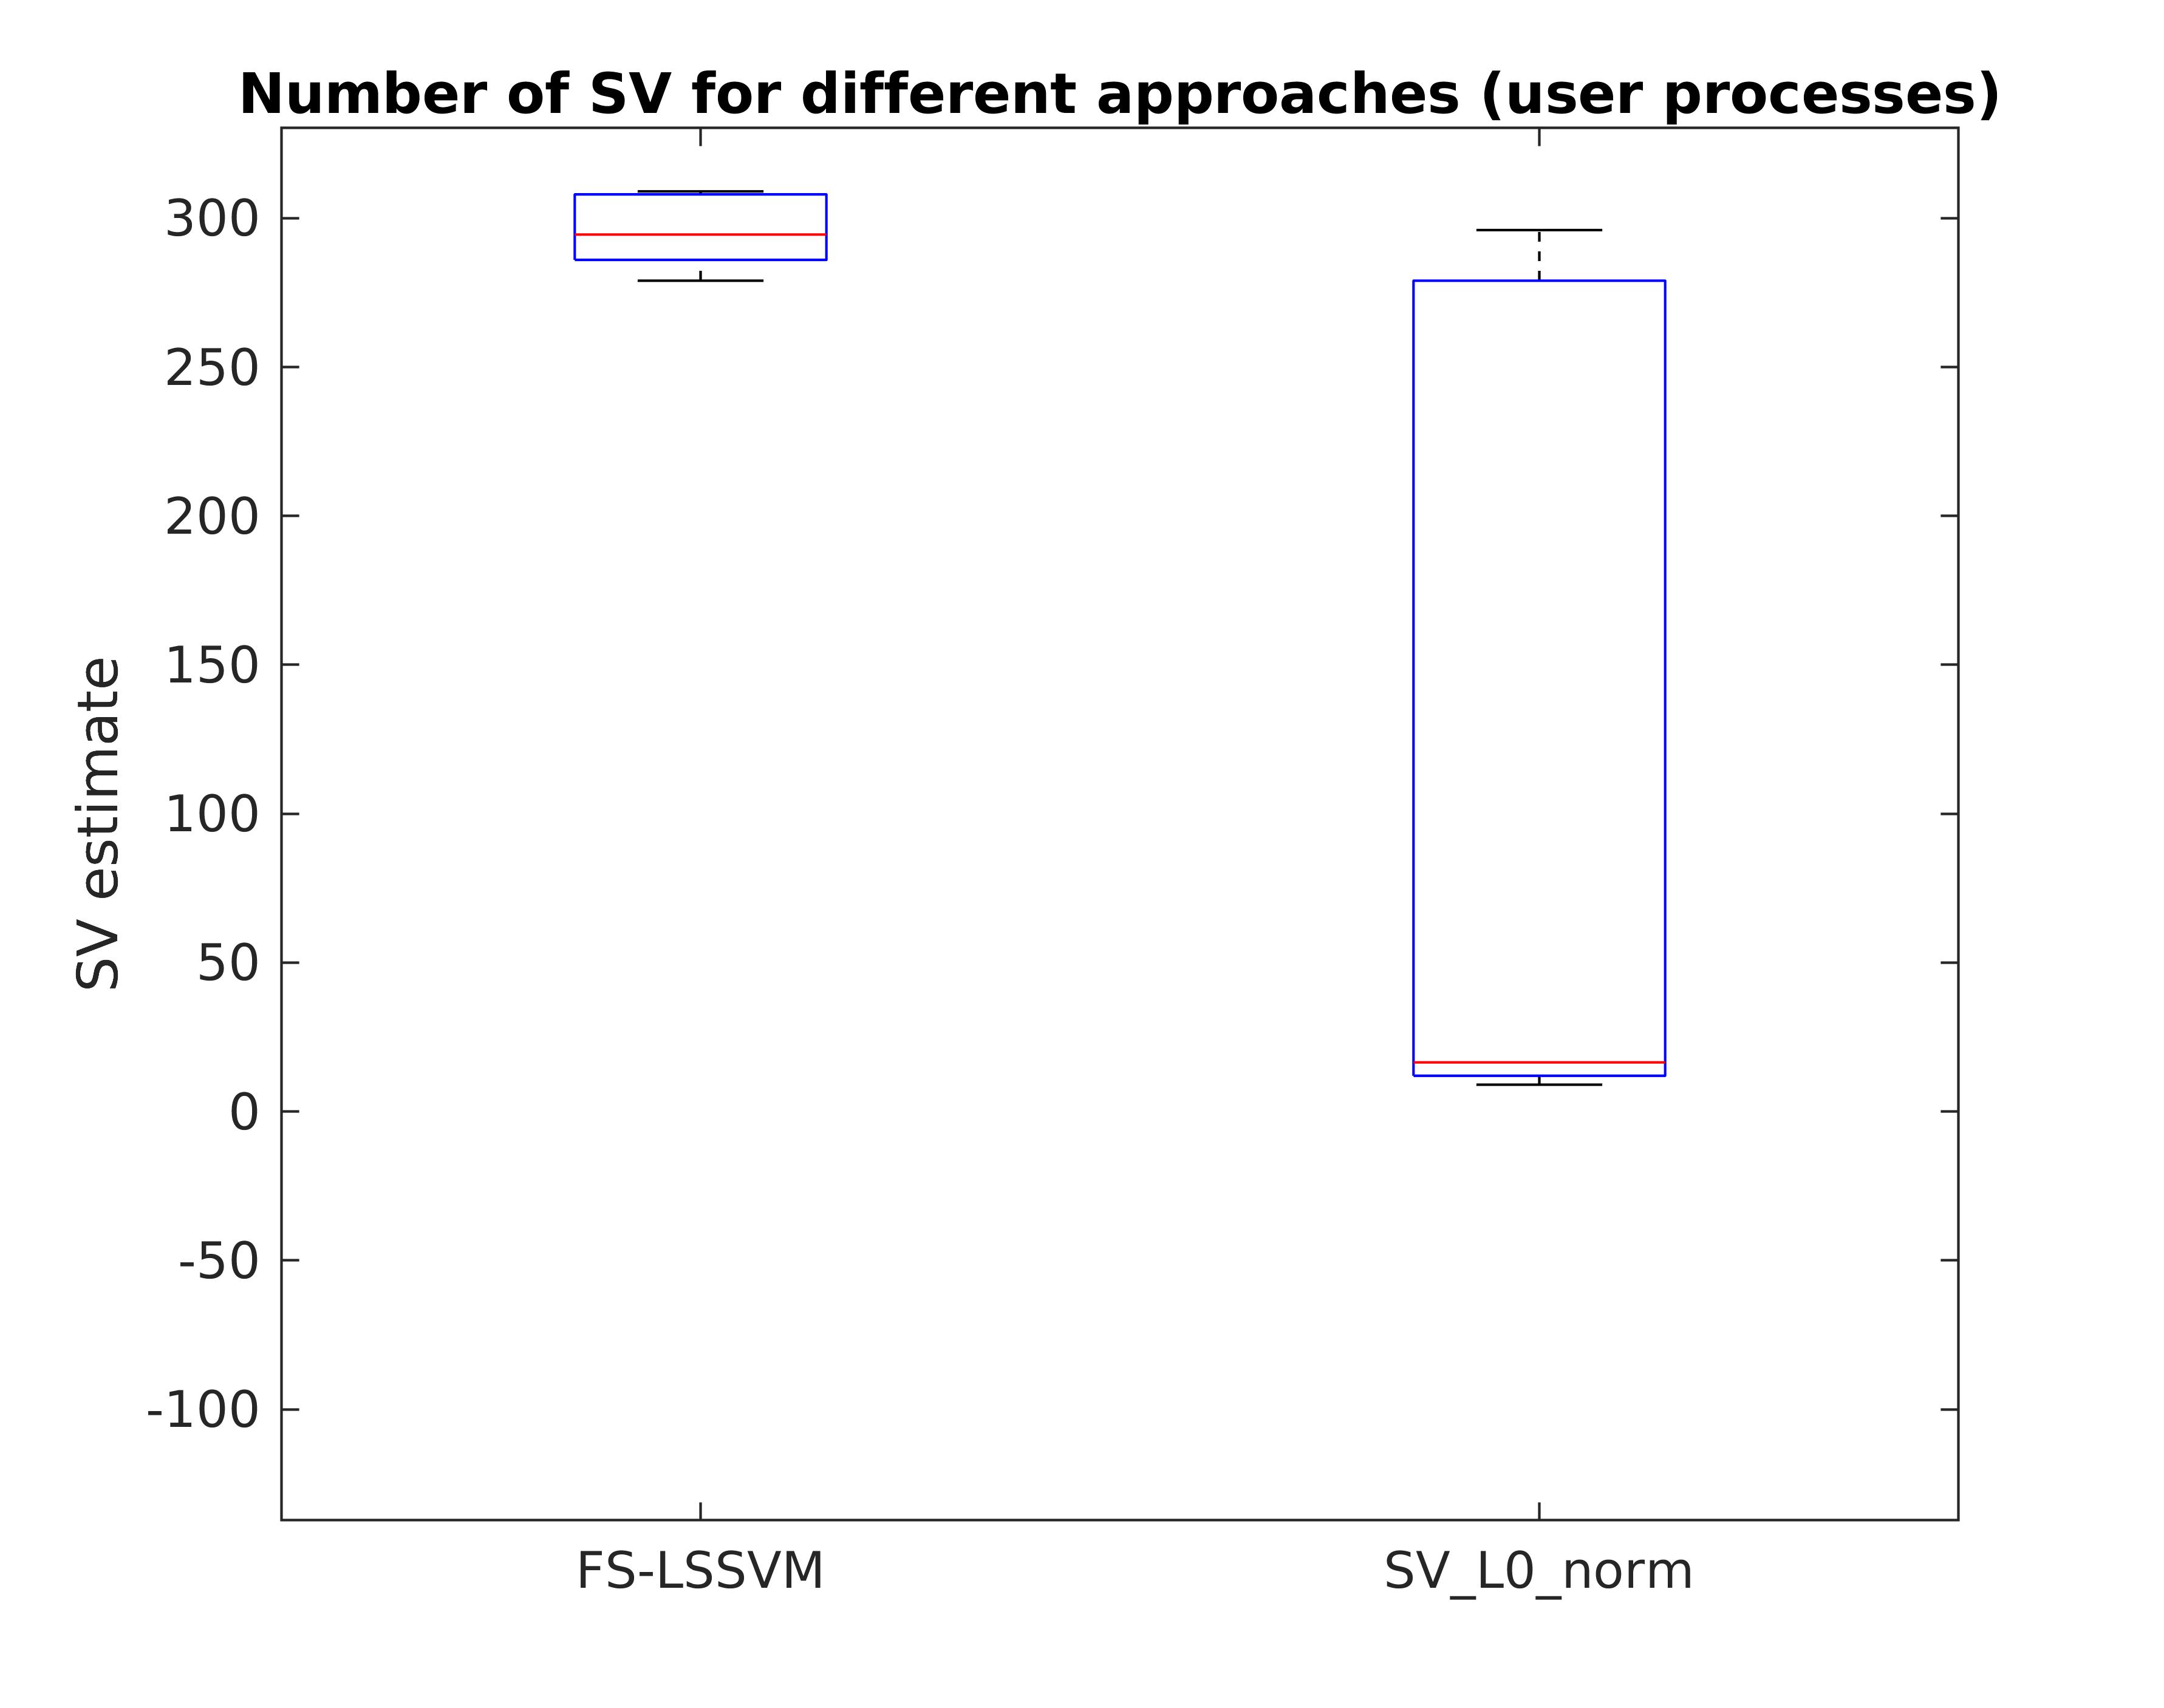 Number of SV for different approaches (user processes)
300
250
200
150
100
50
0
-50
-100
SV estimate
FS-LSSVM
SV_L0_norm